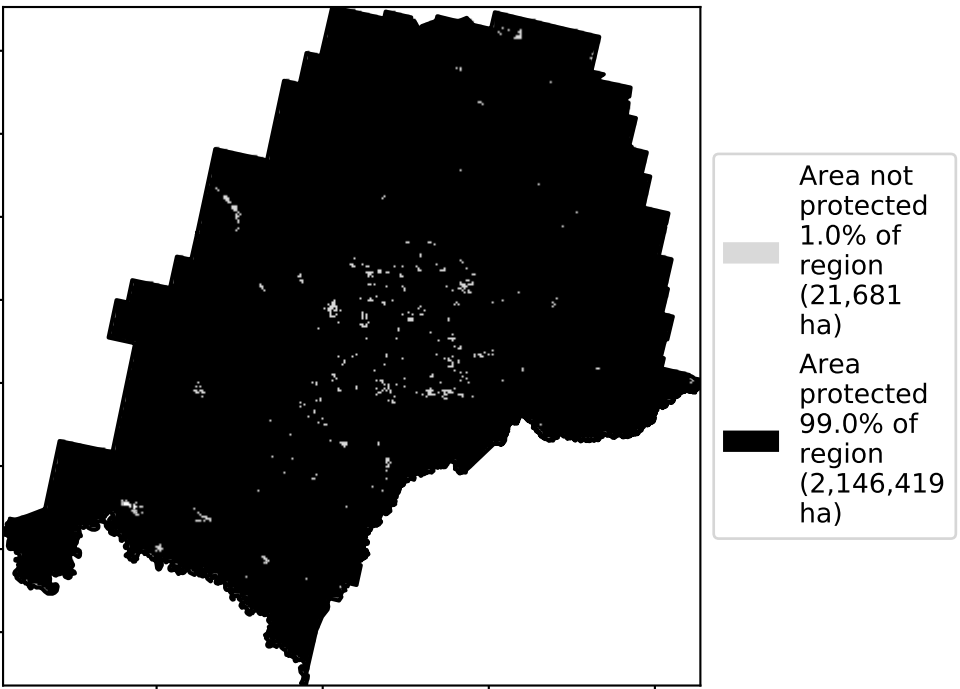 Area not
protected
1.0% of
region
(21,681
ha)
Area
protected
99.0% of
region
(2,146,419
ha)